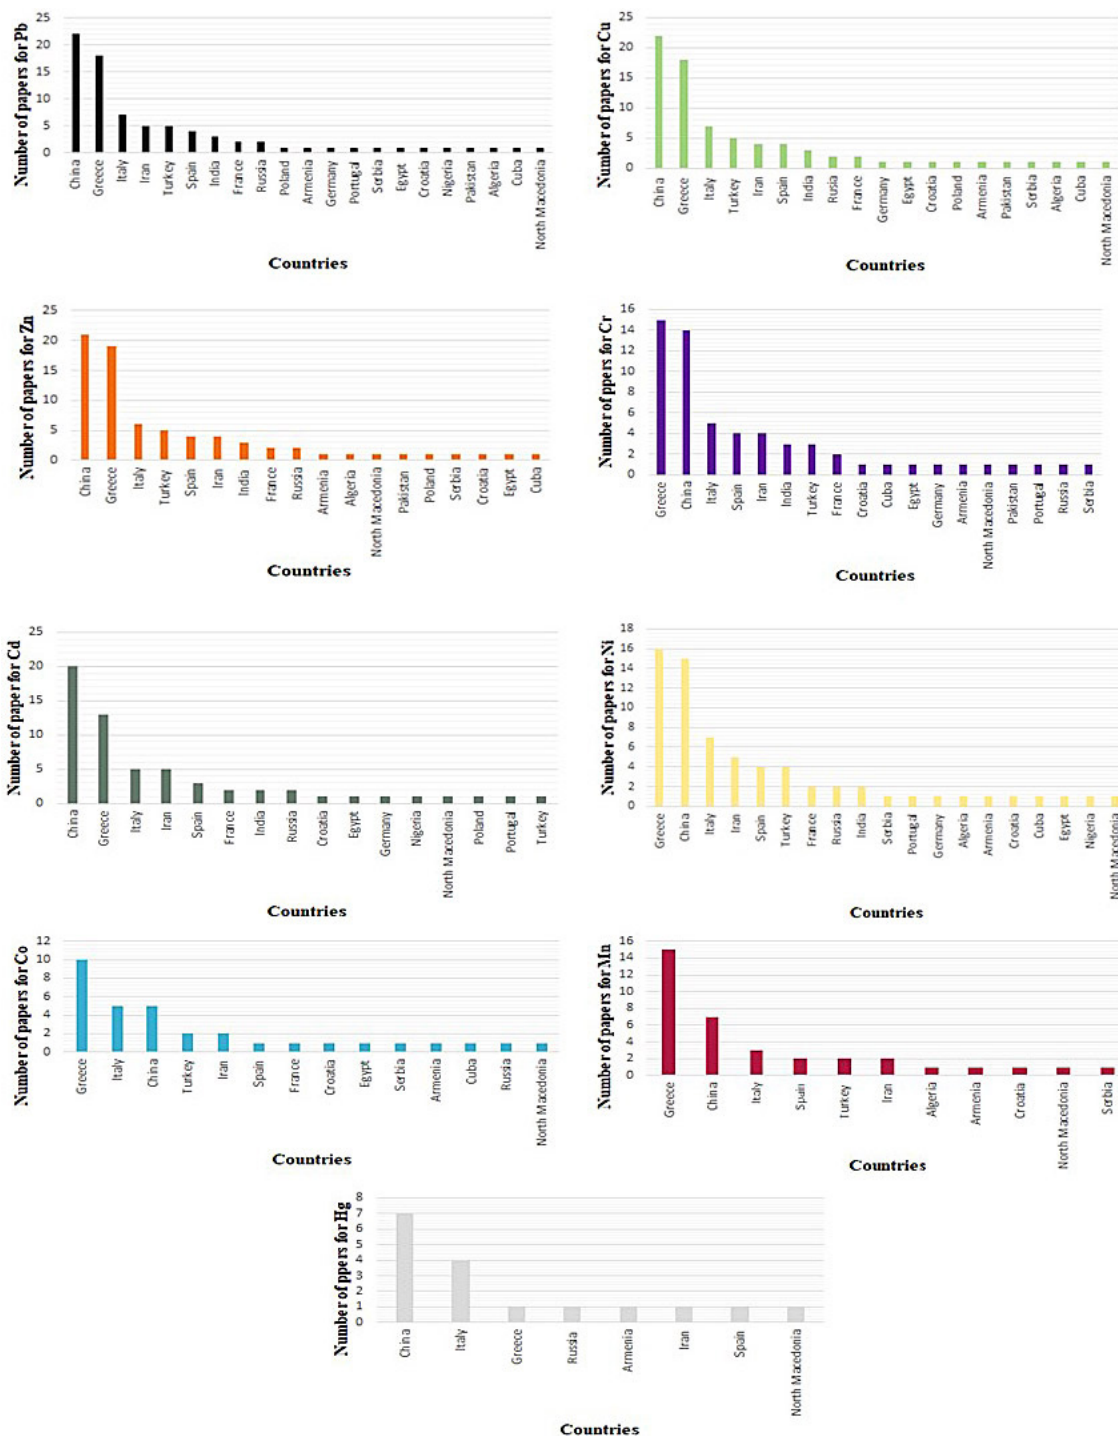 Number of papers for Pb
25
20
15
10
5
0
China Greece Italy Iran Turkey Spain India France Russia Poland Armenia Germany Portugal Serbia Egypt Croatia Nigeria Pakistan Algeria Cuba North Macedonia
Countries
Number of papers for Cu
25
20
15
10
5
0
China Greece Italy Turkey Iran Spain India Rusia France Germany Egypt Croatia Poland Armenia Pakistan Serbia Algeria Cuba North Macedonia
Countries
Number of papers for Zn
25
20
15
10
5
0
China Greece Italy Turkey Spain Iran India France Russia Armenia Algeria North Macedonia Pakistan Poland Serbia Croatia Egypt Cuba
Countries
Number of ppers for Cr
16
14
12
10
8
6
4
2
0
Greece China Italy Spain Iran India Turkey France Croatia Cuba Egypt Germany Armenia North Macedonia Pakistan Portugal Russia Serbia
Countries
Number of paper for Cd
25
20
15
10
5
0
China Greece Italy Iran Spain France India Russia Croatia Egypt Germany Nigeria North Macedonia Poland Portugal Turkey
Countries
Number of papers for Ni
18
16
14
12
10
8
6
4
2
0
Greece China Italy Iran Spain Turkey France Russia India Serbia Portugal Germany Algeria Armenia Croatia Cuba Egypt Nigeria North Macedonia
Countries
Number of papers for Co
12
10
8
6
4
2
0
Greece Italy China Turkey Iran Spain France Croatia Egypt Serbia Armenia Cuba Russia North Macedonia
Countries
Number of papers for Mn
16
14
12
10
8
6
4
2
0
Greece China Italy Spain Turkey Iran Algeria Armenia Croatia North Macedonia Serbia
Countries
Number of ppers for Hg
8
7
6
5
4
3
2
1
0
China Italy Greece Russia Armenia Iran Spain North Macedonia
Countries